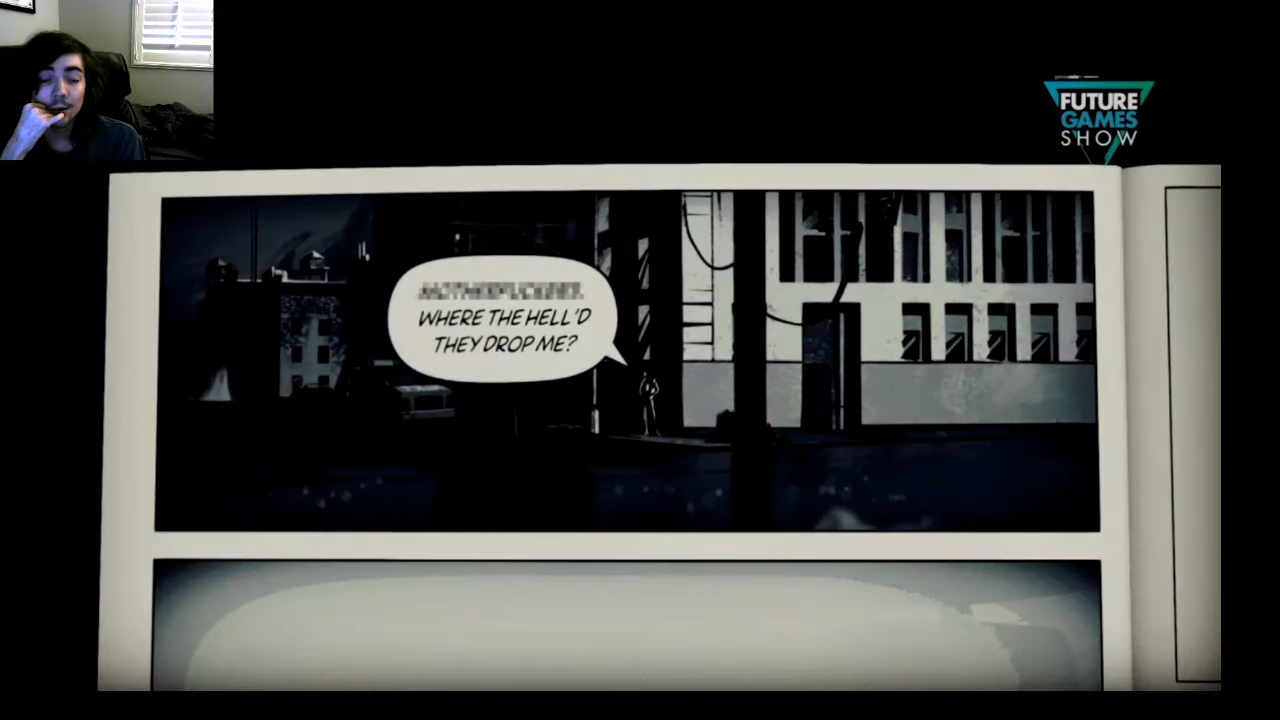 FUTURE
GAMES
SHOW
WHERE THE HELL'D
THEY DROP ME?